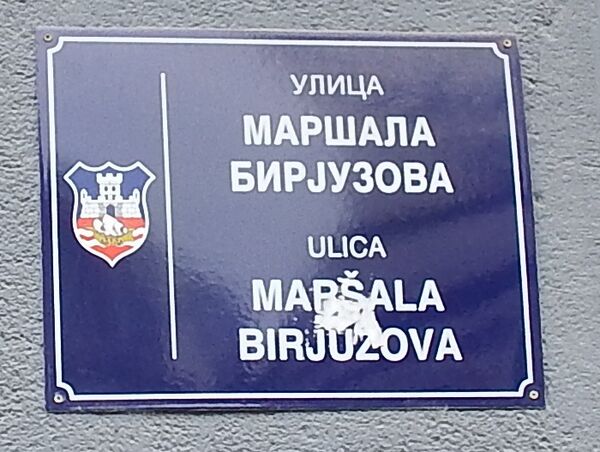 УЛИЦА
МАРШАЛА
БИРЈУЗОВА
ULICA
MARŠALA
BIRJUZOVA